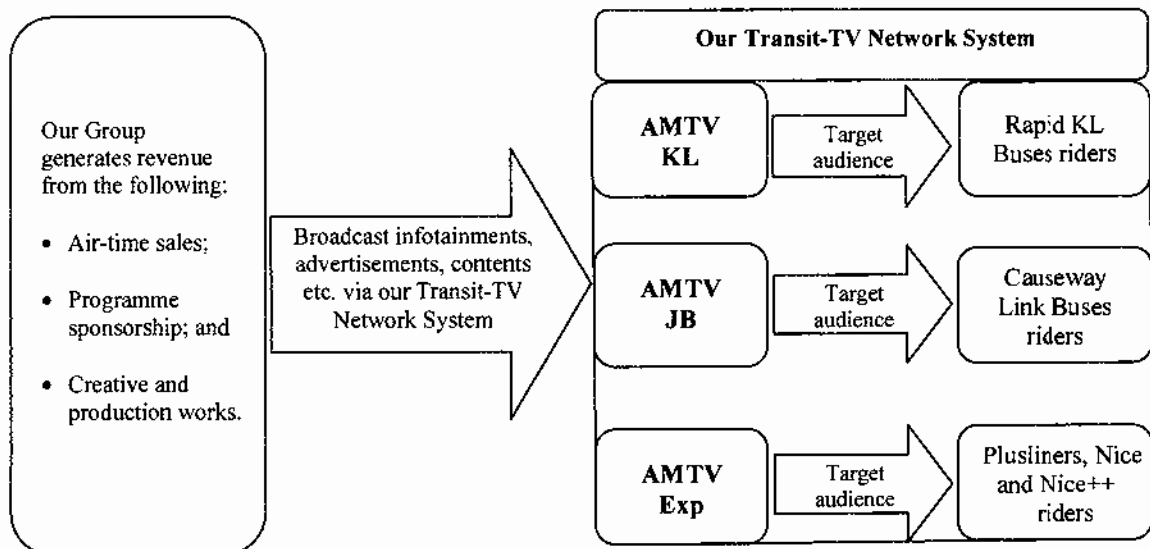 Our Group
generates revenue
from the following:
• Air-time sales;
• Programme
sponsorship; and
• Creative and
production works.
Broadcast infotainments,
advertisements, contents
etc. via our Transit-TV
Network System
Our Transit-TV Network System
AMTV
KL
Target
audience
Rapid KL
Buses riders
AMTV
JB
Target
audience
Causeway
Link Buses
riders
AMTV
Exp
Target
audience
Plusliners, Nice
and Nice++
riders